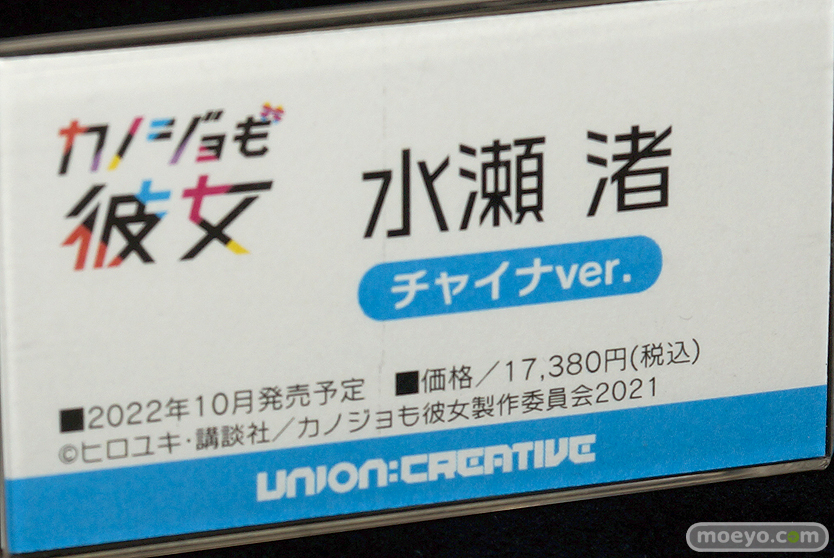 カノジョも
彼女
水瀬 渚
チャイナver.
■2022年10月発売予定 ■価格／17,380円(税込)
©ヒロユキ・講談社／カノジョも彼女製作委員会2021
UNION:CREATIVE
moeyo.com